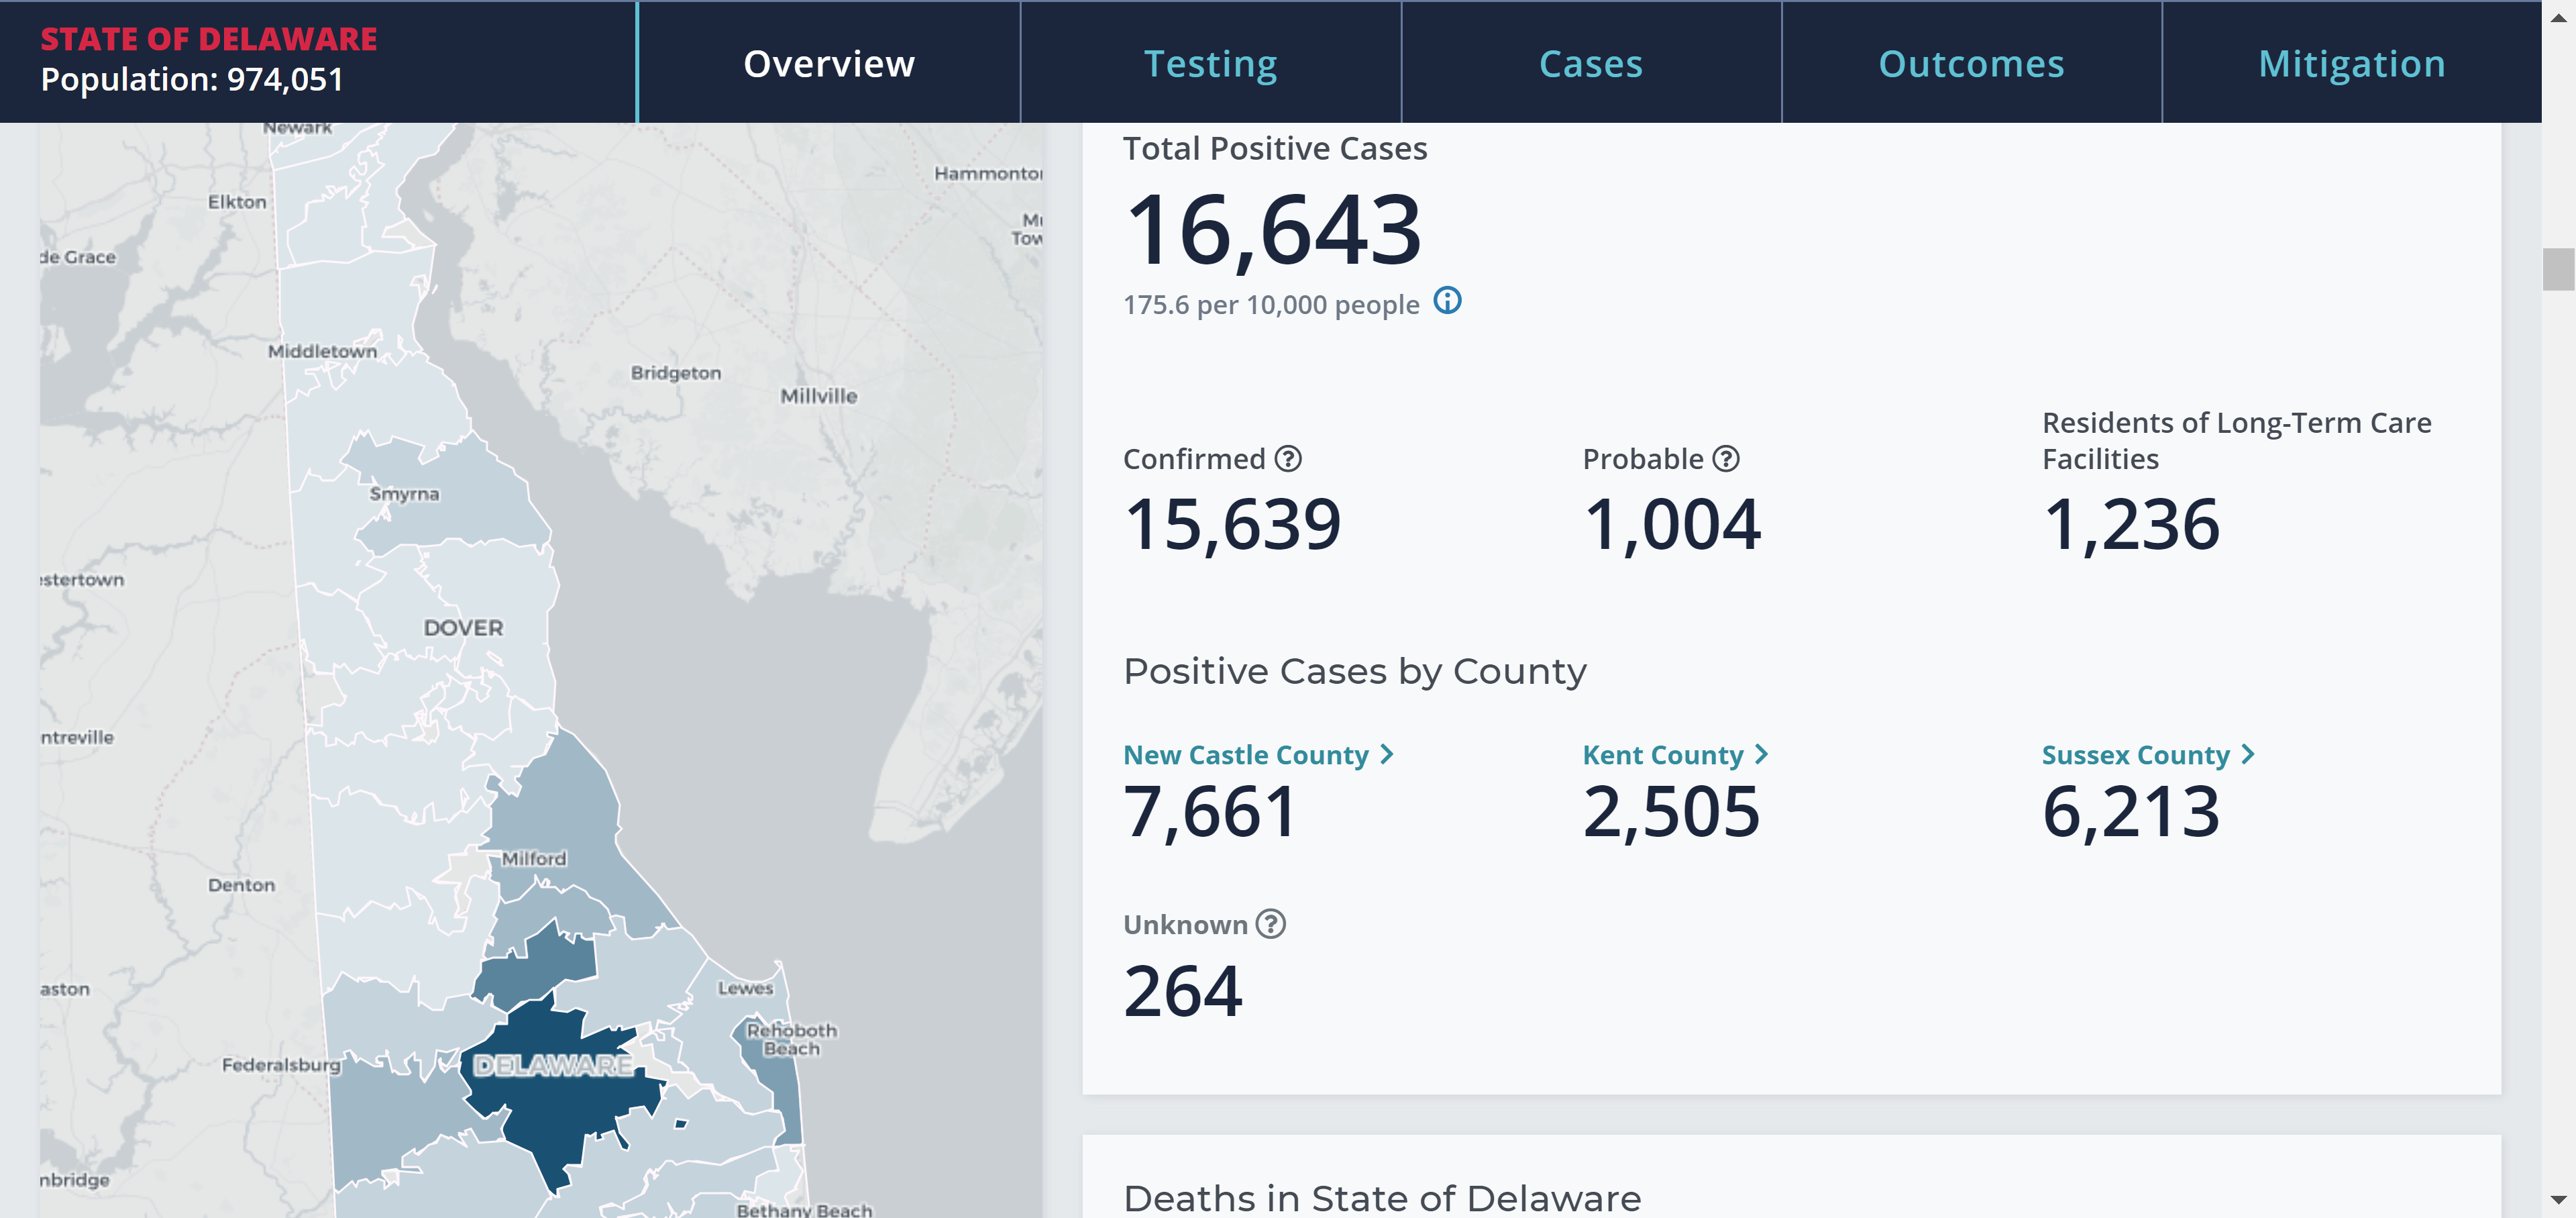 STATE OF DELAWARE
Population: 974,051
Overview
Testing
Cases
Outcomes
Mitigation
Newark
Elkton
de Grace
Middletown
Hammonto
Tow
Bridgeton
Millville
Smyrna
estertown
DOVER
ntreville
Milford
Denton
aston
Lewes
Rehoboth
Beach
Federalsburg
DELAWARE
nbridge
Bethany Beach
Total Positive Cases
16,643
175.6 per 10,000 people
Confirmed
15,639
Probable
1,004
Residents of Long-Term Care
Facilities
1,236
Positive Cases by County
New Castle County
7,661
Kent County
2,505
Sussex County
6,213
Unknown
264
Deaths in State of Delaware